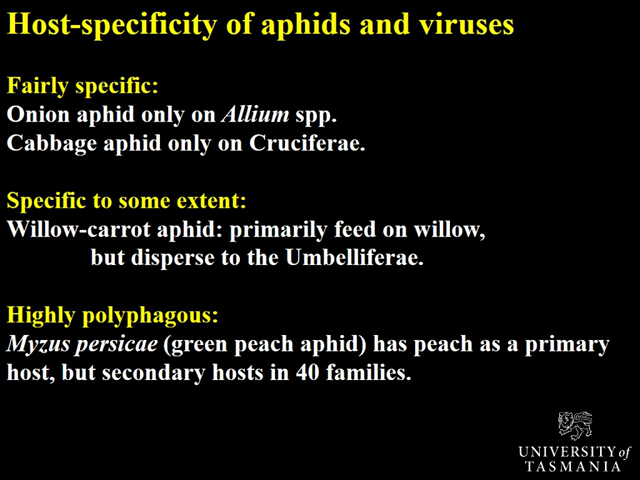 Host-specificity of aphids and viruses
Fairly specific:
Onion aphid only on Allium spp.
Cabbage aphid only on Cruciferae.
Specific to some extent:
Willow-carrot aphid: primarily feed on willow,
but disperse to the Umbelliferae.
Highly polyphagous:
Myzus persicae (green peach aphid) has peach as a primary
host, but secondary hosts in 40 families.
UNIVERSITY of
TASMANIA